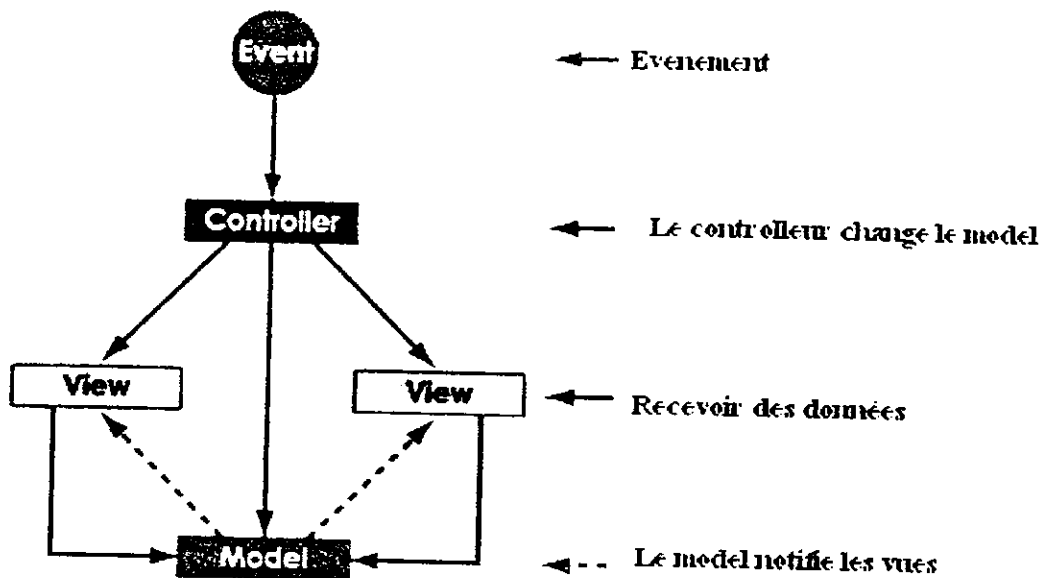 Event
Evenement
Controller
Le controlleur change le model
View
View
Recevoir des données
Model
Le model notifie les vues